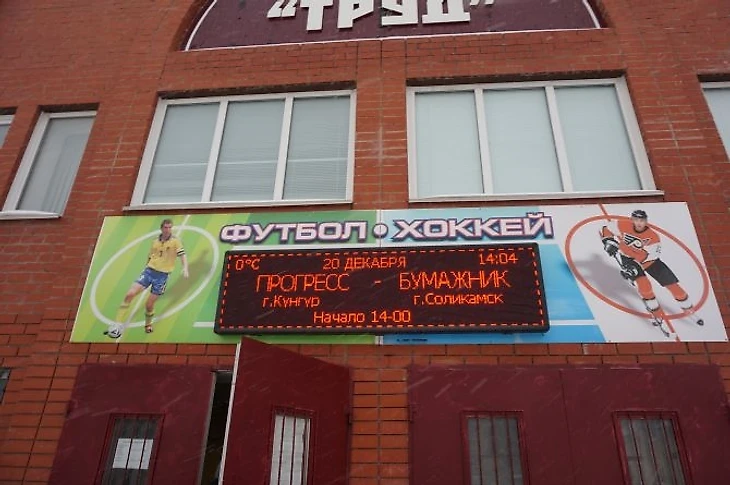 "ТРУД"
ФУТБОЛ • ХОККЕЙ
0°C 20 ДЕКАБРЯ 14:04
ПРОГРЕСС - БУМАЖНИК
г.Кунгур г.Соликамск
Начало 14-00